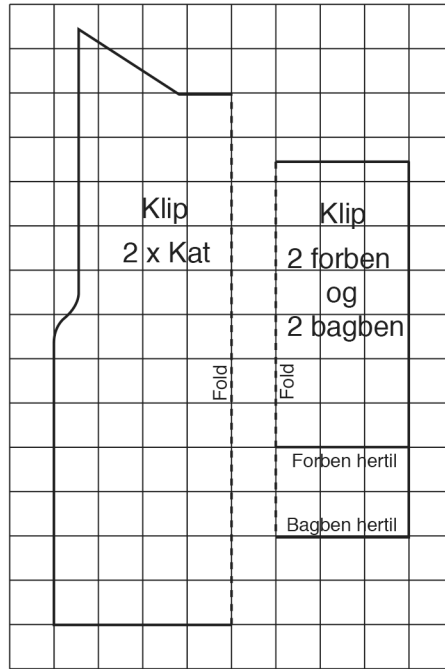 Klip
2 x Kat
Fold
Klip
2 forben
og
2 bagben
Fold
Forben hertil
Bagben hertil